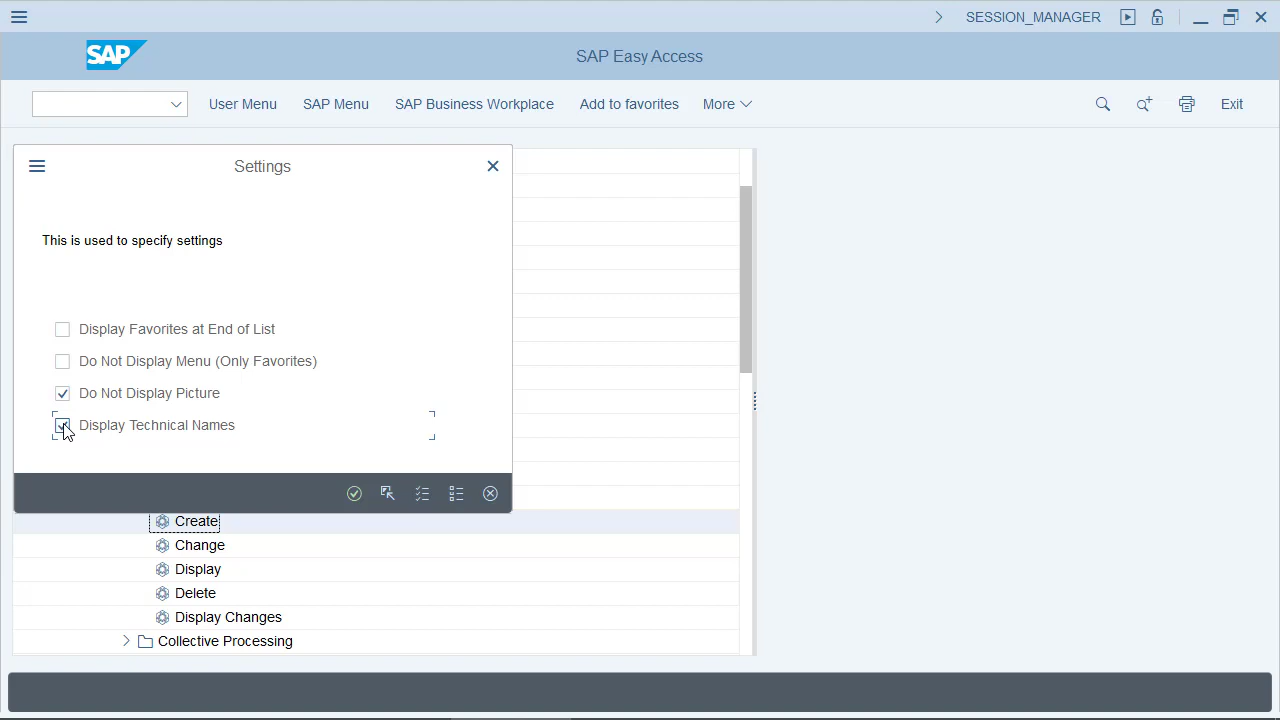 SESSION_MANAGER
SAP
SAP Easy Access
User Menu SAP Menu SAP Business Workplace Add to favorites More Exit
Settings
This is used to specify settings
Display Favorites at End of List
Do Not Display Menu (Only Favorites)
Do Not Display Picture
Display Technical Names
Create
Change
Display
Delete
Display Changes
Collective Processing